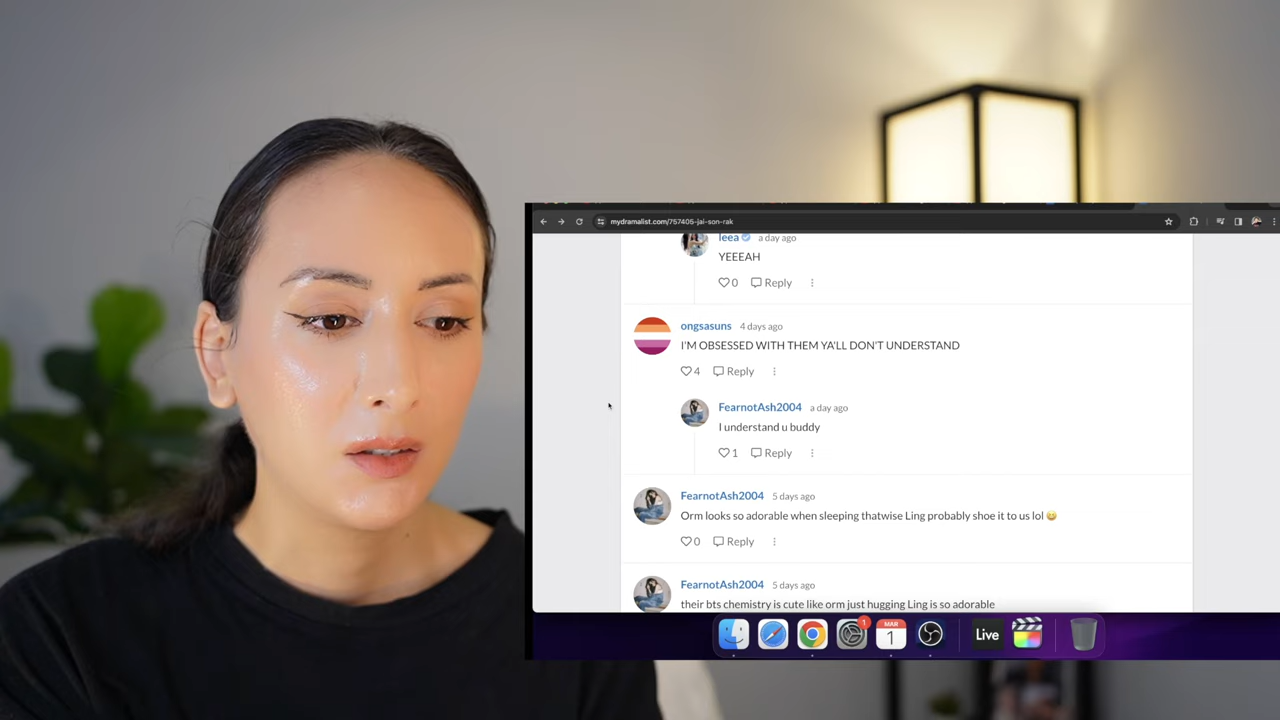 mydramalist.com/757405-jai-son-rak
leea a day ago
YEEEAH
0 Reply
ongsasuns 4 days ago
I'M OBSESSED WITH THEM YA'LL DON'T UNDERSTAND
4 Reply
FearnotAsh2004 a day ago
I understand u buddy
1 Reply
FearnotAsh2004 5 days ago
Orm looks so adorable when sleeping thatwise Ling probably shoe it to us lol
0 Reply
FearnotAsh2004 5 days ago
their bts chemistry is cute like orm just hugging Ling is so adorable
1
MAR
1
Live